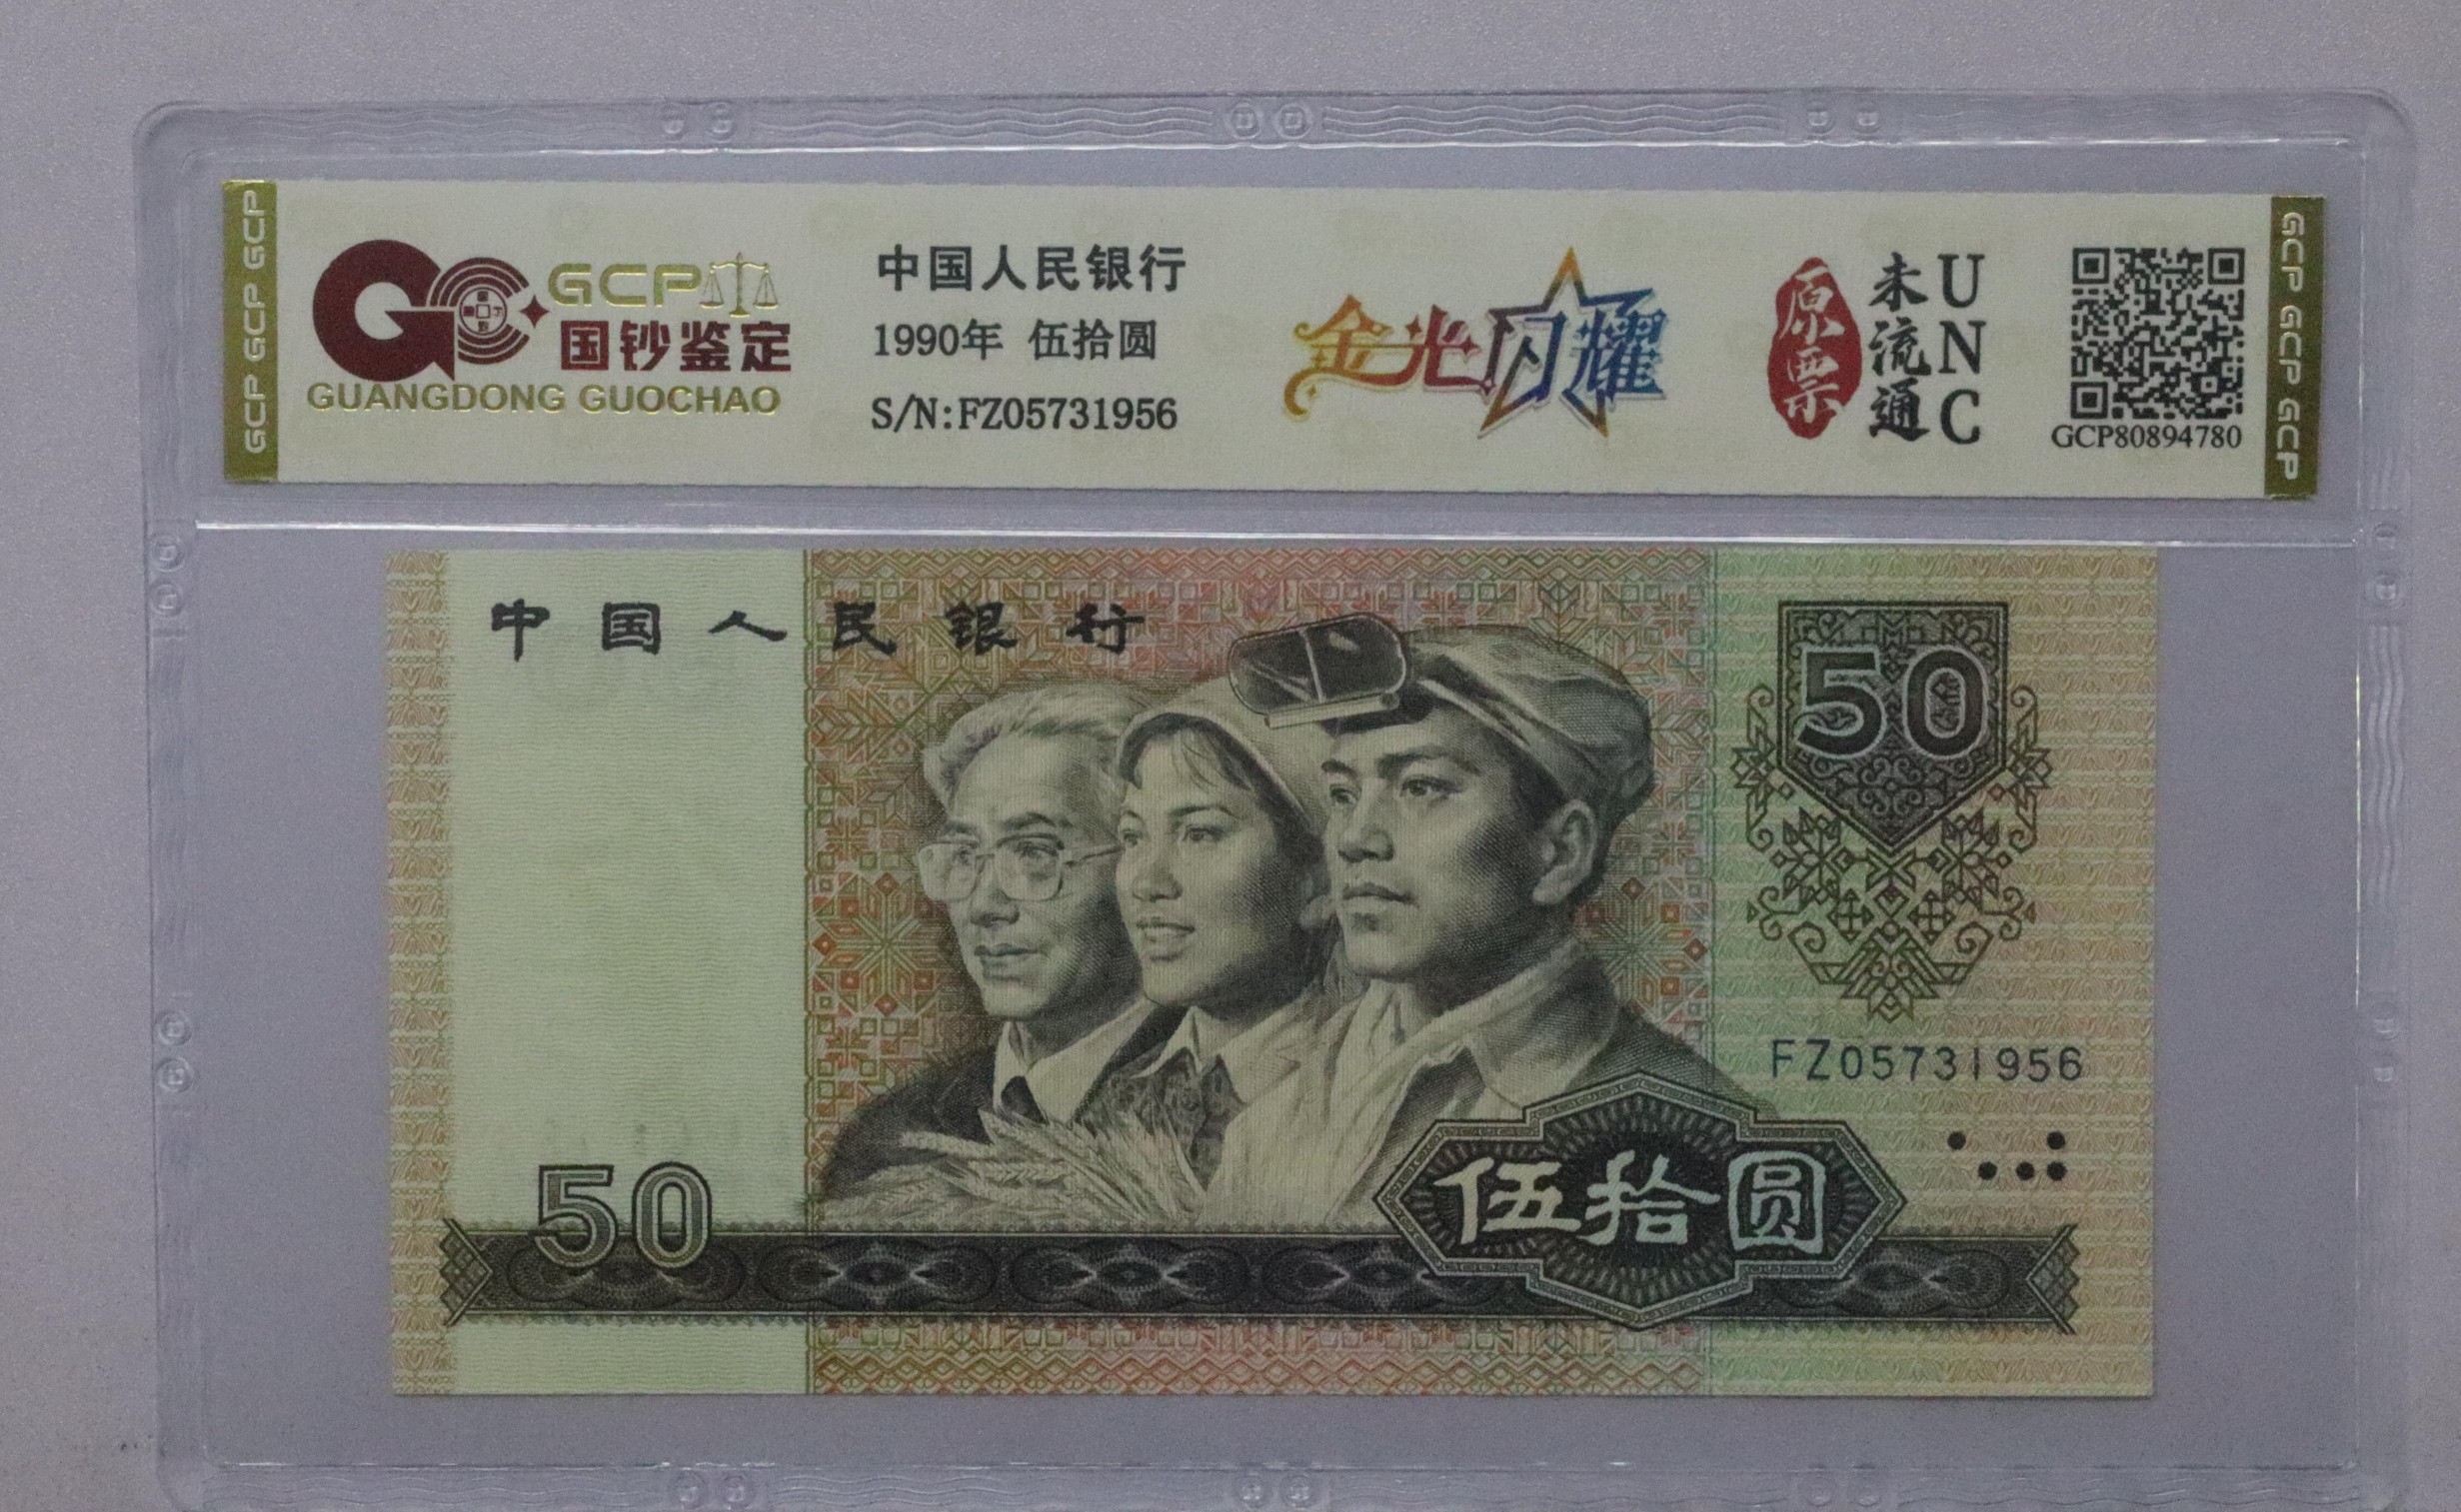 GCP GCP GCP
GCP
国钞鉴定
GUANGDONG GUOCHAO
中国人民银行
1990年 伍拾圆
S/N:FZ05731956
金光闪耀
原票
未流通
UNC
GCP80894780
GCP GCP GCP
中国人民银行
50
FZ05731956
50
伍拾圆